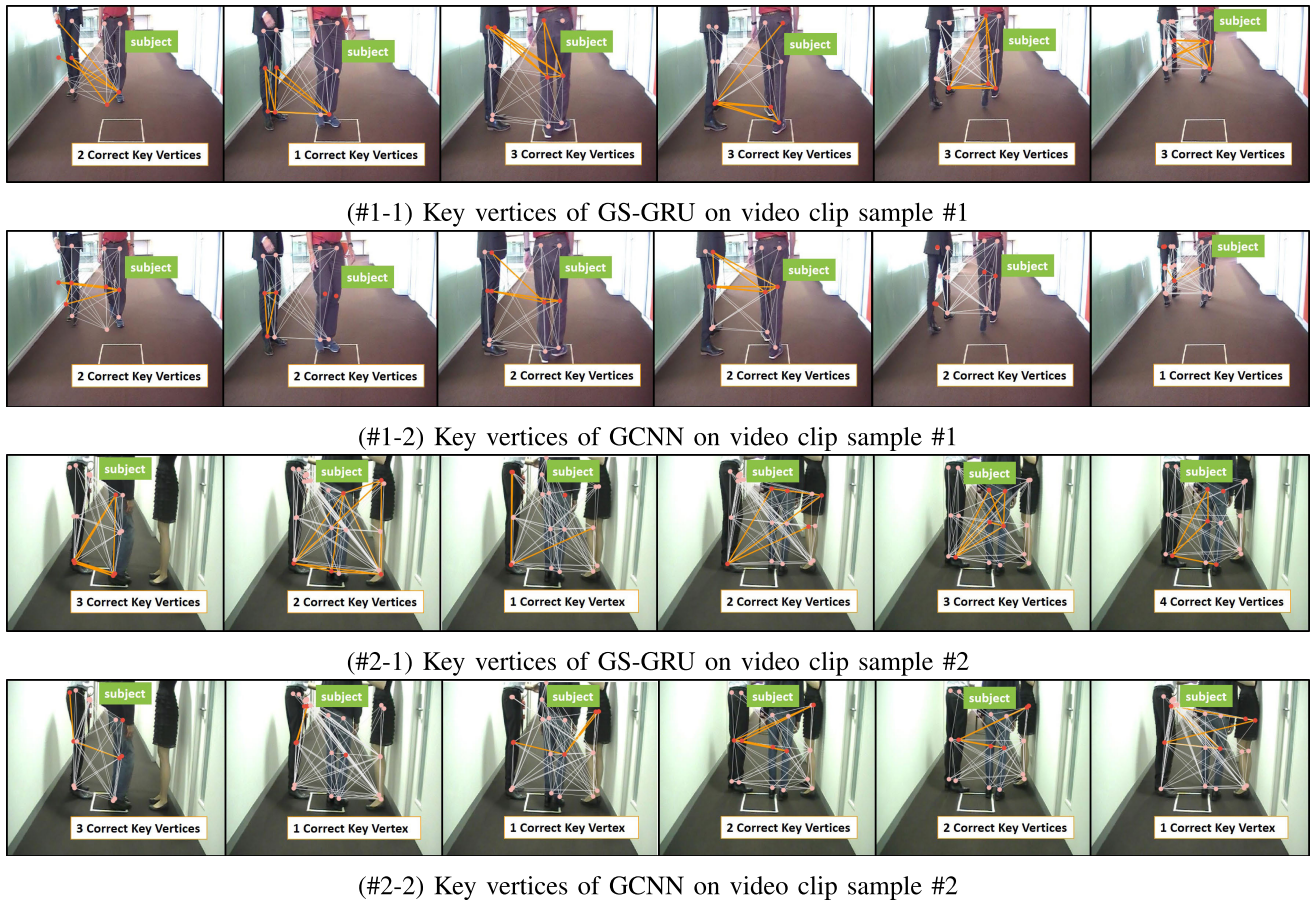 subject subject subject subject subject subject
2 Correct Key Vertices 1 Correct Key Vertices 3 Correct Key Vertices 3 Correct Key Vertices 3 Correct Key Vertices 3 Correct Key Vertices
(#1-1) Key vertices of GS-GRU on video clip sample #1
subject subject subject subject subject subject
2 Correct Key Vertices 2 Correct Key Vertices 2 Correct Key Vertices 2 Correct Key Vertices 2 Correct Key Vertices 1 Correct Key Vertices
(#1-2) Key vertices of GCNN on video clip sample #1
subject subject subject subject subject subject
3 Correct Key Vertices 2 Correct Key Vertices 1 Correct Key Vertex 2 Correct Key Vertices 3 Correct Key Vertices 4 Correct Key Vertices
(#2-1) Key vertices of GS-GRU on video clip sample #2
subject subject subject subject subject subject
3 Correct Key Vertices 1 Correct Key Vertex 1 Correct Key Vertex 2 Correct Key Vertices 2 Correct Key Vertices 1 Correct Key Vertex
(#2-2) Key vertices of GCNN on video clip sample #2